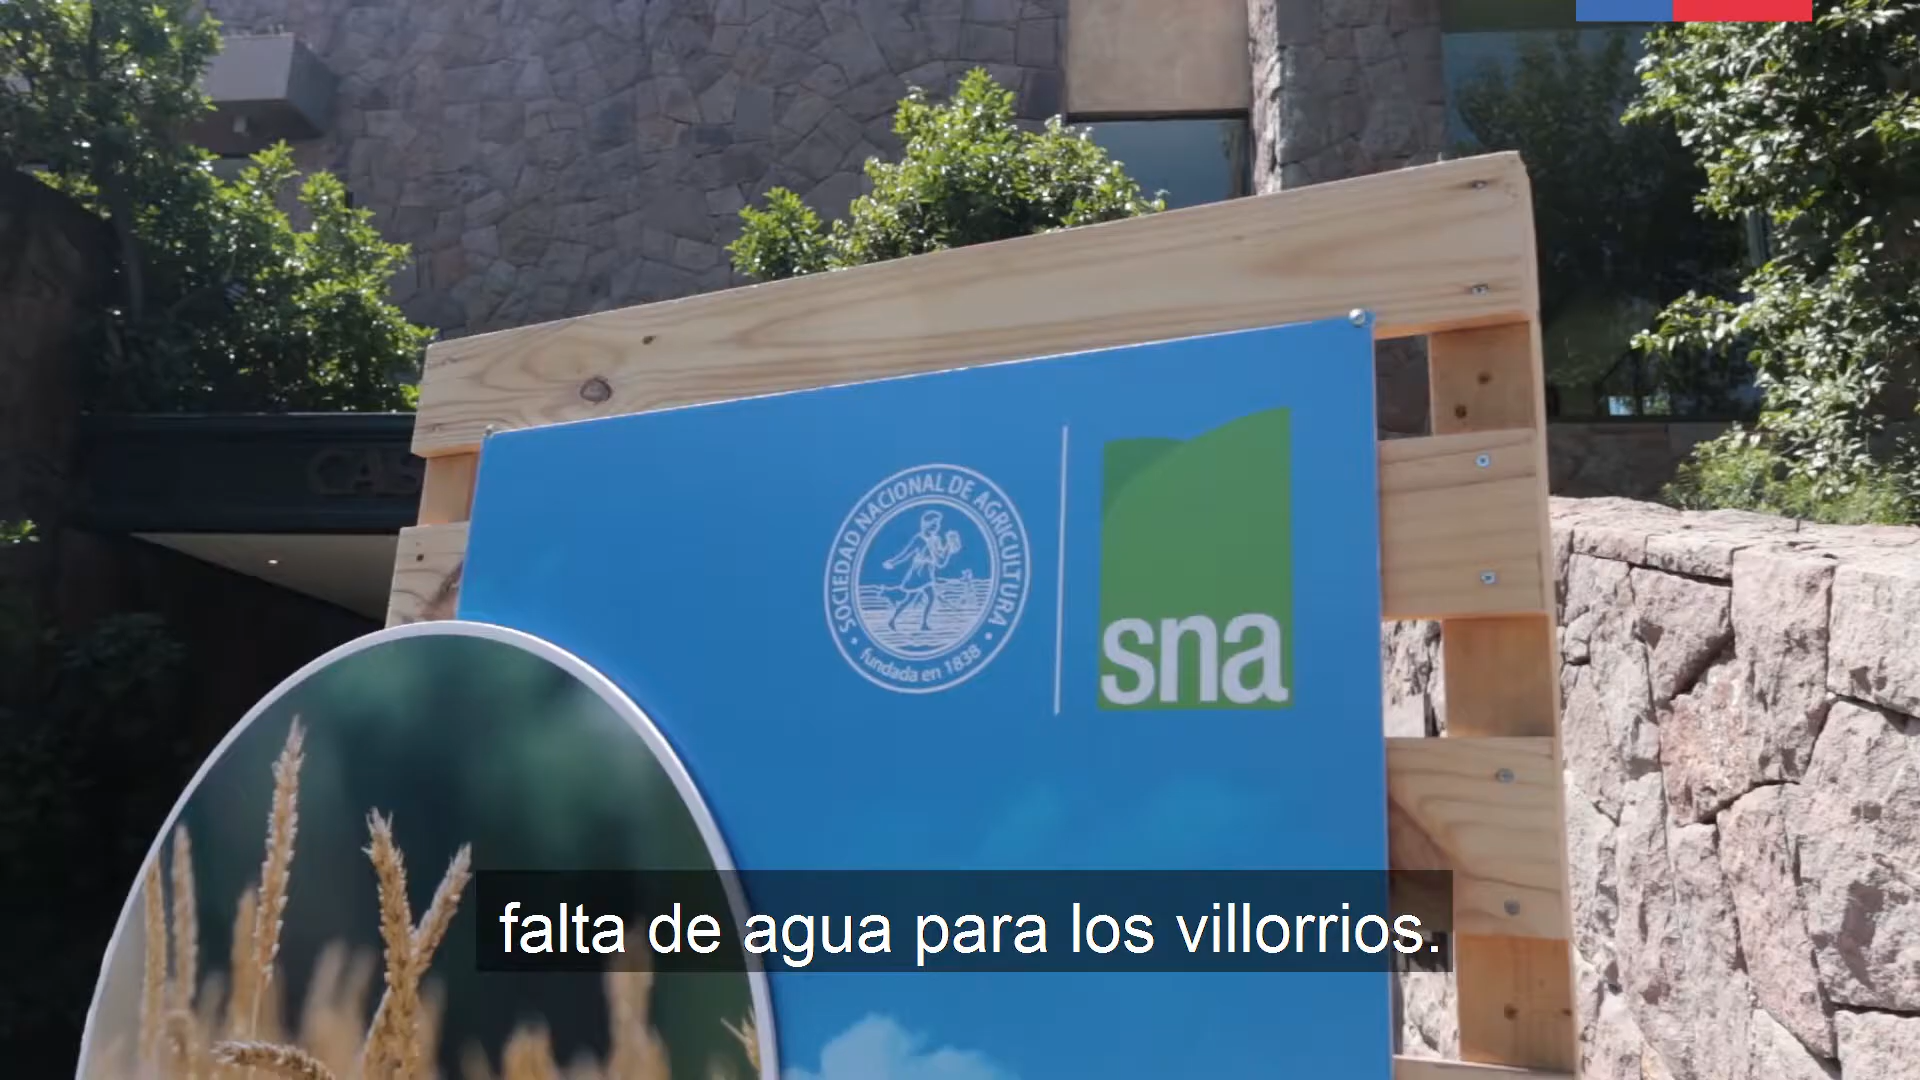 SOCIEDAD NACIONAL DE AGRICULTURA
fundada en 1838
sna
falta de agua para los villorrios.